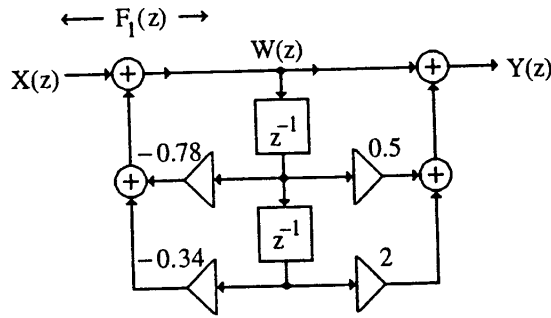 F₁(z)
X(z) + W(z) + Y(z)
z⁻¹
−0.78 0.5
+ +
z⁻¹
−0.34 2